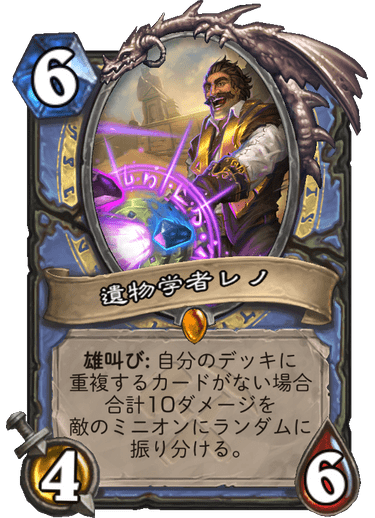 6
遺物学者レノ
雄叫び: 自分のデッキに
重複するカードがない場合
合計10ダメージを
敵のミニオンにランダムに
振り分ける。
4
6